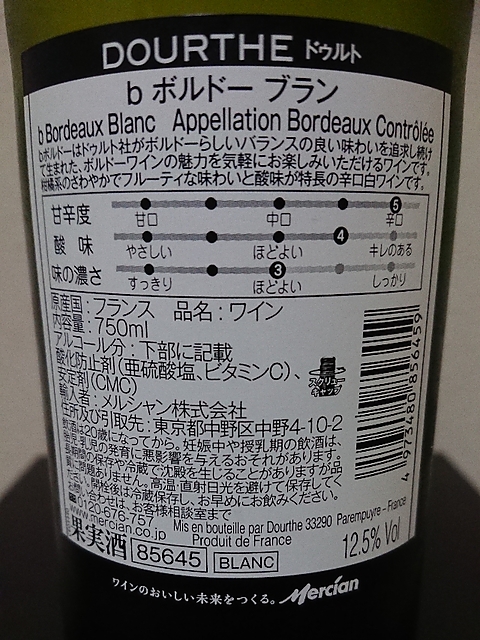 DOURTHE ドゥルト
b ボルドー ブラン
b Bordeaux Blanc Appellation Bordeaux Contrôlée
bボルドーはドゥルト社がボルドーらしいバランスの良い味わいを追求し続け
て生まれた、ボルドーワインの魅力を気軽にお楽しみいただけるワインです。
柑橘系のさわやかでフルーティな味わいと酸味が特長の辛口白ワインです。
甘辛度 5
甘口 中口 辛口
酸味 4
やさしい ほどよい キレのある
味の濃さ 3
すっきり ほどよい しっかり
原産国:フランス 品名:ワイン
内容量:750ml
アルコール分:下部に記載
酸化防止剤(亜硫酸塩、ビタミンC)、
安定剤(CMC)
スクリューキャップ
輸入者:メルシャン株式会社
住所及び引取先:東京都中野区中野4-10-2
飲酒は20歳になってから。妊娠中や授乳期の飲酒は、
胎児・乳児の発育に悪影響を与えるおそれがあります。
長期間の保存や冷蔵で沈殿を生じることがありますが品
質に問題ありません。高温・直射日光を避けて保存してく
ださい。開栓後は冷蔵保存し、お早めにお飲みください。
お問い合わせは、お客様相談室まで
0120-676-757
www.mercian.co.jp
4973480856459
Mis en bouteille par Dourthe 33290 Parempuyre - France
Produit de France
果実酒 85645 BLANC 12.5% Vol
ワインのおいしい未来をつくる。 Mercian